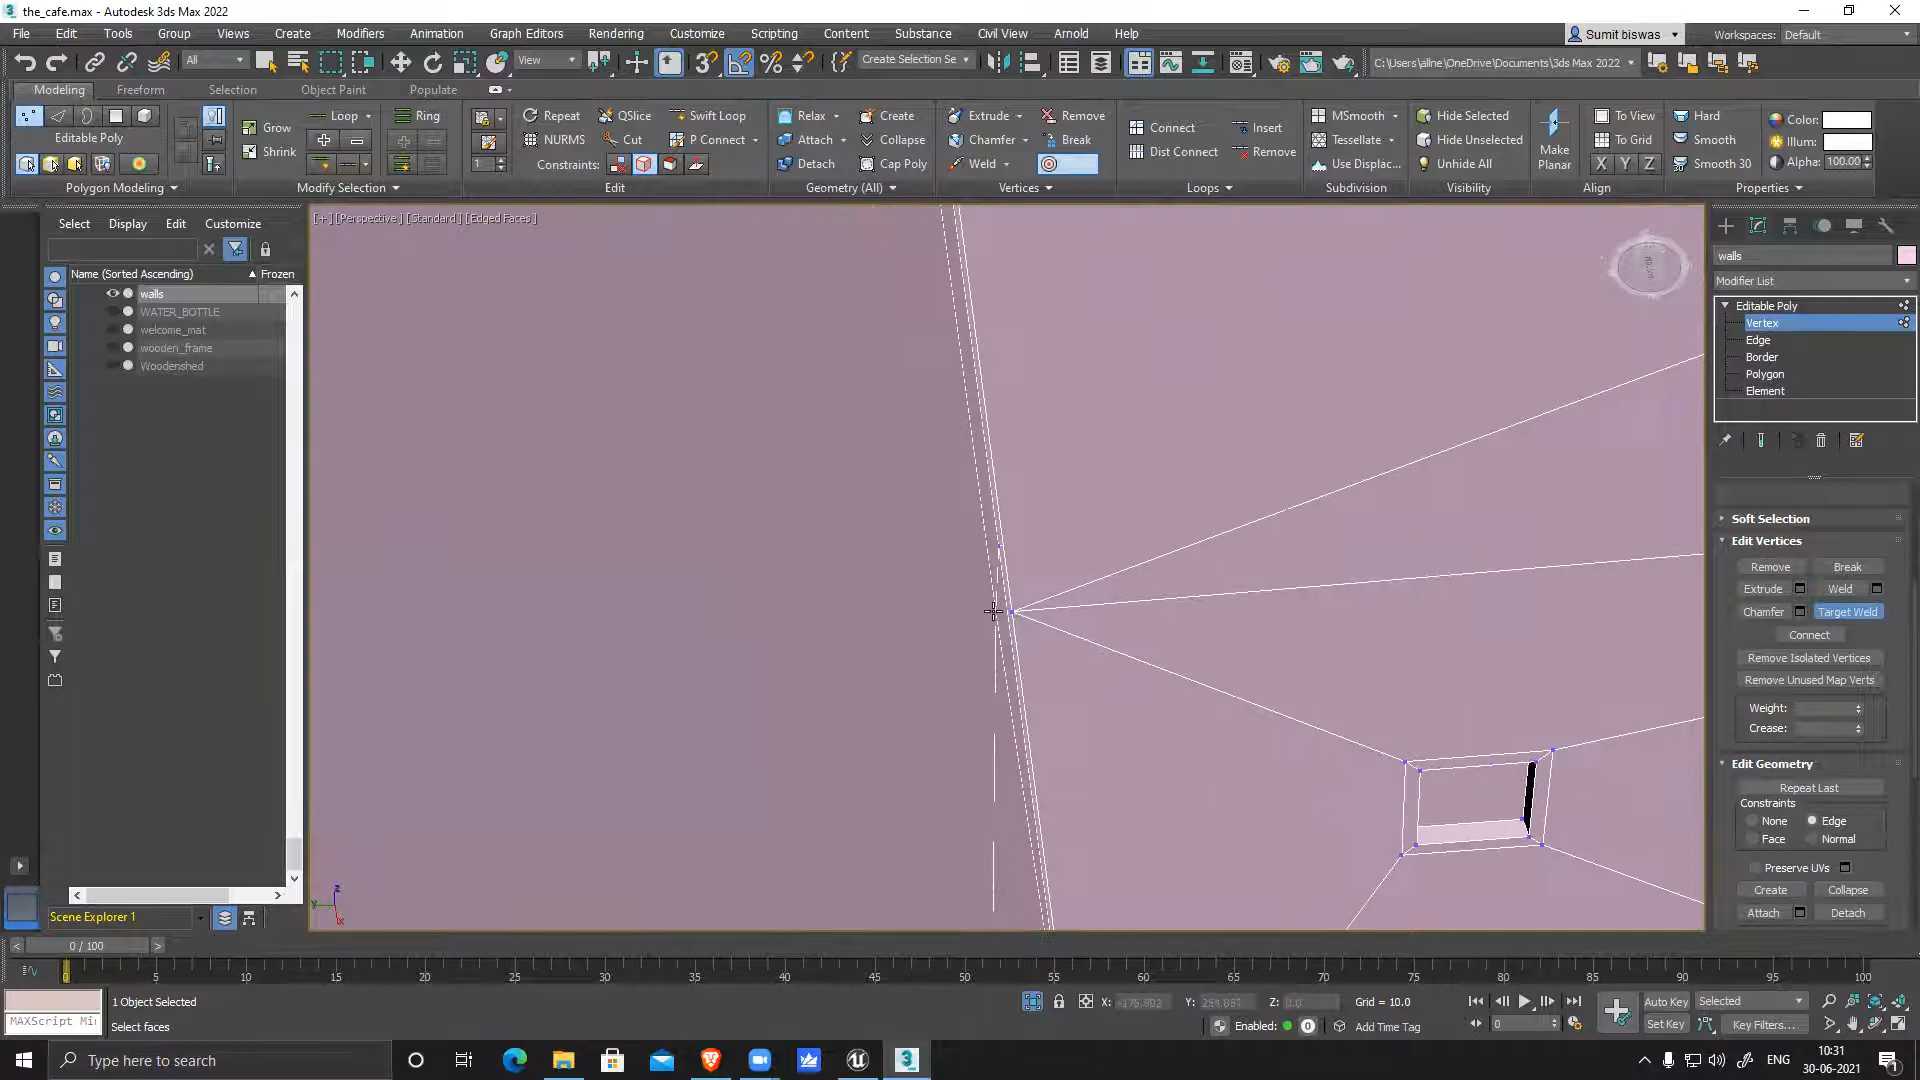 the_cafe.max - Autodesk 3ds Max 2022
File Edit Tools Group Views Create Modifiers Animation Graph Editors Rendering Customize Scripting Content Substance Civil View Arnold Help
Sumit biswas
Workspaces: Default
All
View
Create Selection Se
C:\Users\allne\OneDrive\Documents\3ds Max 2022
Modeling Freeform Selection Object Paint Populate
Editable Poly
Polygon Modeling
Grow
Shrink
Loop
Ring
Modify Selection
1
Repeat QSlice Swift Loop
NURMS Cut P Connect
Constraints:
Edit
Relax Create
Attach Collapse
Detach Cap Poly
Geometry (All)
Extrude Remove
Chamfer Break
Weld
Vertices
Connect Insert
Dist Connect Remove
Loops
MSmooth
Tessellate
Use Displac...
Subdivision
Hide Selected
Hide Unselected
Unhide All
Visibility
Make Planar
To View
To Grid
X Y Z
Align
Hard
Smooth
Smooth 30
Color:
Illum:
Alpha: 100.00
Properties
Select Display Edit Customize
Name (Sorted Ascending) Frozen
walls
WATER_BOTTLE
welcome_mat
wooden_frame
Woodenshed
Scene Explorer 1
[+] [Perspective ] [Standard ] [Edged Faces ]
z
y
x
walls
Modifier List
Editable Poly
Vertex
Edge
Border
Polygon
Element
Soft Selection
Edit Vertices
Remove Break
Extrude Weld
Chamfer Target Weld
Connect
Remove Isolated Vertices
Remove Unused Map Verts
Weight:
Crease:
Edit Geometry
Repeat Last
Constraints
None Edge
Face Normal
Preserve UVs
Create Collapse
Attach Detach
< 0 / 100 >
0 5 10 15 20 25 30 35 40 45 50 55 60 65 70 75 80 85 90 95 100
1 Object Selected
MAXScript Mi
Select faces
X: Y: Z: 0.0 Grid = 10.0
Enabled: 0 Add Time Tag
0
Auto Key Selected
Set Key Key Filters...
Type here to search
ENG
10:31
30-06-2021
1